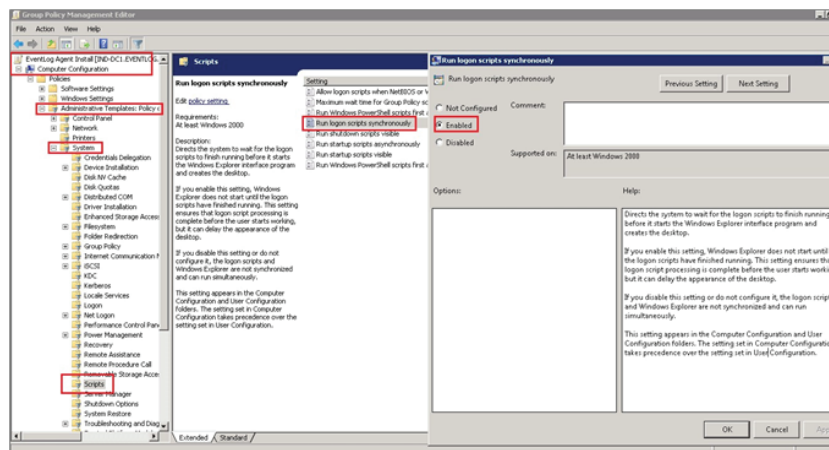 Group Policy Management Editor
File Action View Help
EventLog Agent Install [IND-DC1.EVENTLOG.
Computer Configuration
Policies
Software Settings
Windows Settings
Administrative Templates: Policy
Control Panel
Network
Printers
System
Credentials Delegation
Device Installation
Disk NV Cache
Disk Quotas
Distributed COM
Driver Installation
Enhanced Storage Access
Filesystem
Folder Redirection
Group Policy
Internet Communication
iSCSI
KDC
Kerberos
Locale Services
Logon
Net Logon
Performance Control Pan
Power Management
Recovery
Remote Assistance
Remote Procedure Call
Removable Storage Acce
Scripts
Server Manager
Shutdown Options
System Restore
Troubleshooting and Diag
Scripts
Run logon scripts synchronously
Edit policy setting.
Requirements:
At least Windows 2000
Description:
Directs the system to wait for the logon
scripts to finish running before it starts
the Windows Explorer interface program
and creates the desktop.
If you enable this setting, Windows
Explorer does not start until the logon
scripts have finished running. This setting
ensures that logon script processing is
complete before the user starts working,
but it can delay the appearance of the
desktop.
If you disable this setting or do not
configure it, the logon scripts and
Windows Explorer are not synchronized
and can run simultaneously.
This setting appears in the Computer
Configuration and User Configuration
folders. The setting set in Computer
Configuration takes precedence over the
setting set in User Configuration.
Setting
Allow logon scripts when NetBIOS or
Maximum wait time for Group Policy sc
Run Windows PowerShell scripts first
Run logon scripts synchronously
Run shutdown scripts visible
Run startup scripts asynchronously
Run startup scripts visible
Run Windows PowerShell scripts first
Extended Standard
Run logon scripts synchronously
Run logon scripts synchronously
Previous Setting Next Setting
Not Configured Comment:
Enabled
Disabled
Supported on: At least Windows 2000
Options: Help:
Directs the system to wait for the logon scripts to finish running
before it starts the Windows Explorer interface program and
creates the desktop.
If you enable this setting, Windows Explorer does not start until
the logon scripts have finished running. This setting ensures tha
logon script processing is complete before the user starts worki
but it can delay the appearance of the desktop.
If you disable this setting or do not configure it, the logon script
and Windows Explorer are not synchronized and can run
simultaneously.
This setting appears in the Computer Configuration and User
Configuration folders. The setting set in Computer Configuratio
takes precedence over the setting set in User Configuration.
OK Cancel App